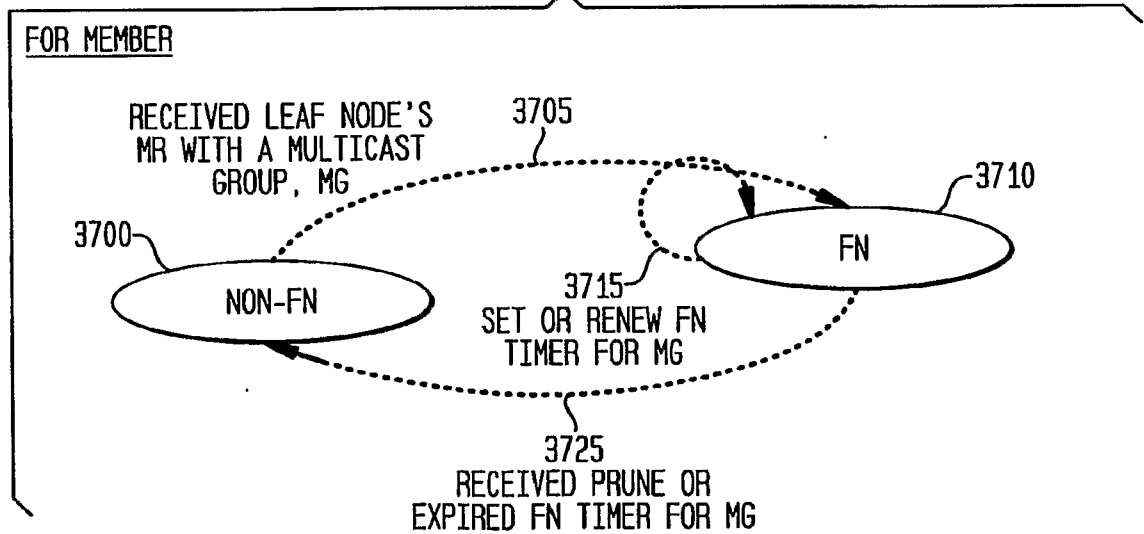 FOR MEMBER
RECEIVED LEAF NODE'S
MR WITH A MULTICAST
GROUP, MG
3705
3710
3700
FN
NON-FN
3715
SET OR RENEW FN
TIMER FOR MG
3725
RECEIVED PRUNE OR
EXPIRED FN TIMER FOR MG